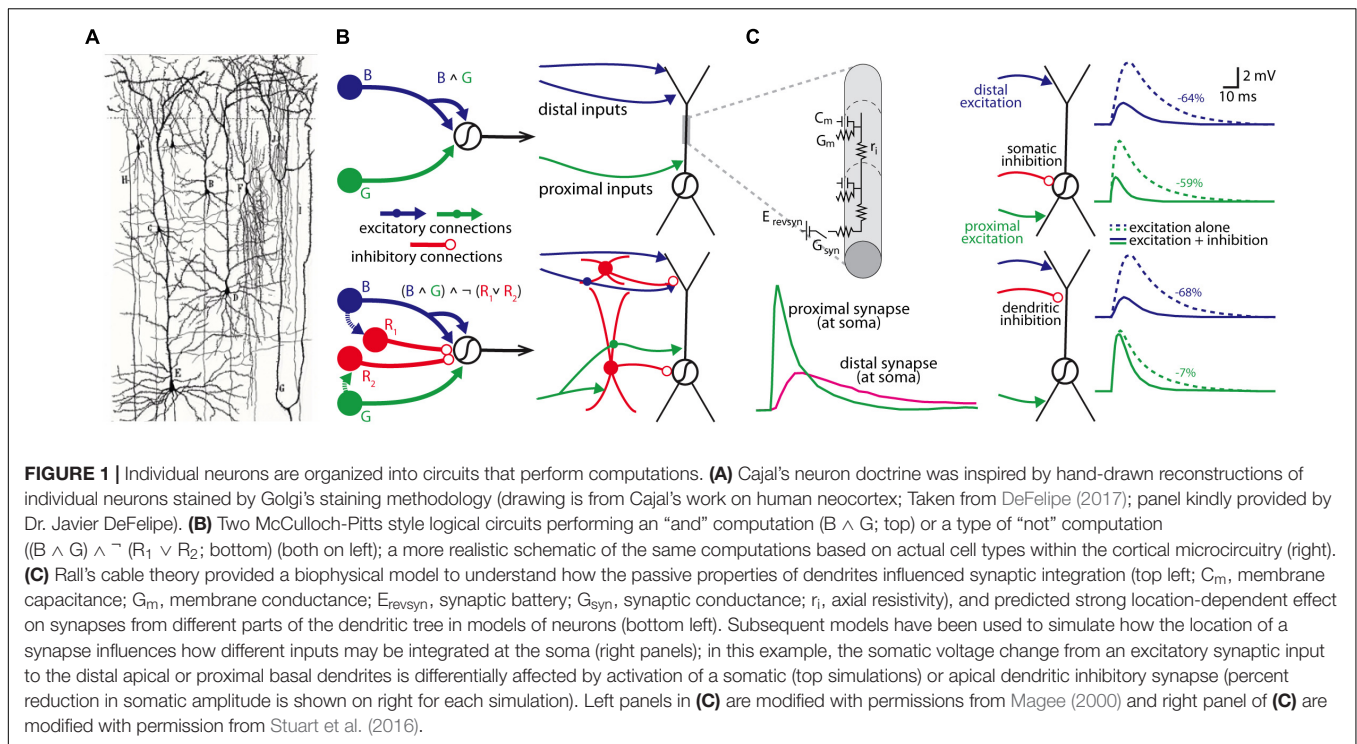 A
B
C
H
A
J
B
F
I
C
D
E
G
B
B ∧ G
G
excitatory connections
inhibitory connections
B
(B ∧ G) ∧ ¬ (R1 ∨ R2)
R1
R2
G
distal inputs
proximal inputs
Cm
Gm
ri
E revsyn
Gsyn
proximal synapse
(at soma)
distal synapse
(at soma)
distal
excitation
somatic
inhibition
proximal
excitation
dendritic
inhibition
2 mV
10 ms
-64%
-59%
excitation alone
excitation + inhibition
-68%
-7%
FIGURE 1 | Individual neurons are organized into circuits that perform computations. (A) Cajal's neuron doctrine was inspired by hand-drawn reconstructions of
individual neurons stained by Golgi's staining methodology (drawing is from Cajal's work on human neocortex; Taken from DeFelipe (2017); panel kindly provided by
Dr. Javier DeFelipe). (B) Two McCulloch-Pitts style logical circuits performing an "and" computation (B ∧ G; top) or a type of "not" computation
((B ∧ G) ∧ ¬ (R1 ∨ R2; bottom) (both on left); a more realistic schematic of the same computations based on actual cell types within the cortical microcircuitry (right).
(C) Rall's cable theory provided a biophysical model to understand how the passive properties of dendrites influenced synaptic integration (top left; Cm, membrane
capacitance; Gm, membrane conductance; Erevsyn, synaptic battery; Gsyn, synaptic conductance; ri, axial resistivity), and predicted strong location-dependent effect
on synapses from different parts of the dendritic tree in models of neurons (bottom left). Subsequent models have been used to simulate how the location of a
synapse influences how different inputs may be integrated at the soma (right panels); in this example, the somatic voltage change from an excitatory synaptic input
to the distal apical or proximal basal dendrites is differentially affected by activation of a somatic (top simulations) or apical dendritic inhibitory synapse (percent
reduction in somatic amplitude is shown on right for each simulation). Left panels in (C) are modified with permissions from Magee (2000) and right panel of (C) are
modified with permission from Stuart et al. (2016).